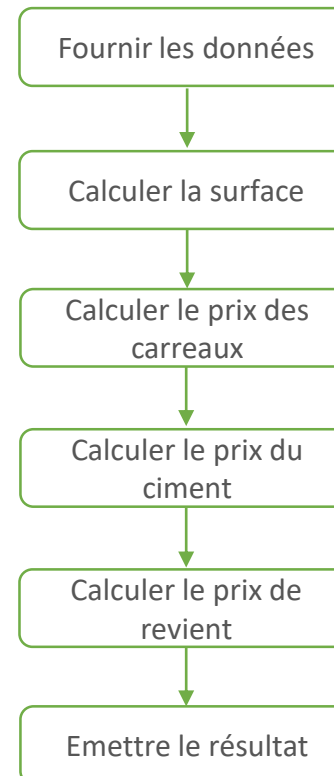 Fournir les données
Calculer la surface
Calculer le prix des
carreaux
Calculer le prix du
ciment
Calculer le prix de
revient
Emettre le résultat